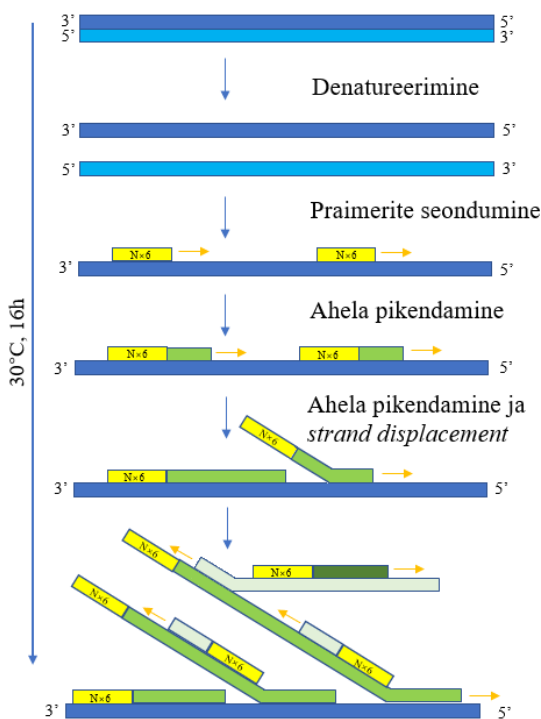 3’ 5’
5’ 3’
Denatureerimine
3’ 5’
5’ 3’
Praimerite seondumine
N×6 N×6
3’ 5’
Ahela pikendamine
N×6 N×6
3’ 5’
Ahela pikendamine ja
strand displacement
N×6
N×6
3’ 5’
30°C, 16h
N×6
N×6
N×6
N×6
N×6
N×6
3’ 5’